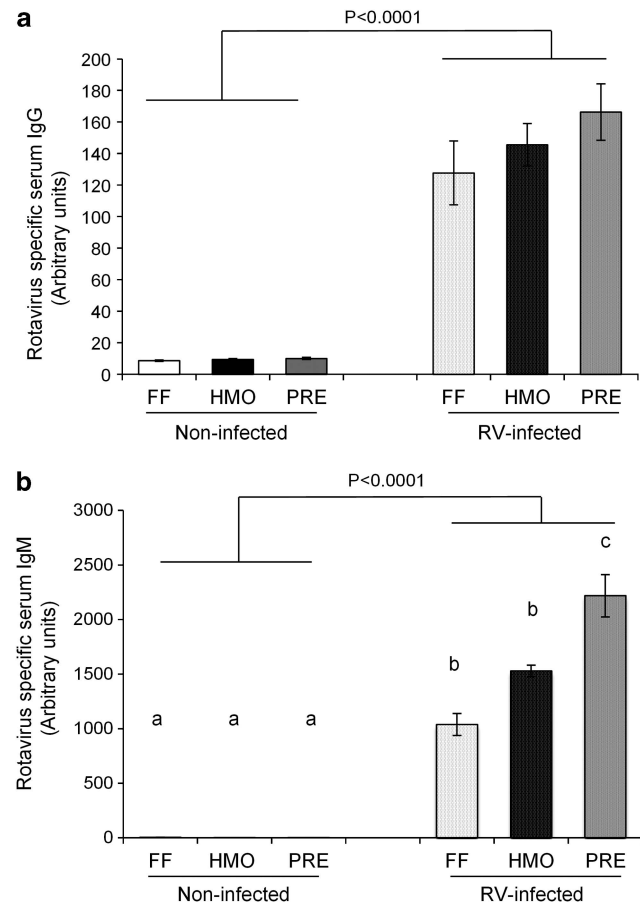 a
P<0.0001
Rotavirus specific serum IgG
(Arbitrary units)
200
180
160
140
120
100
80
60
40
20
0
FF HMO PRE FF HMO PRE
Non-infected RV-infected
b
P<0.0001
Rotavirus specific serum IgM
(Arbitrary units)
3000
2500
2000
1500
1000
500
0
c
b
b
a a a
FF HMO PRE FF HMO PRE
Non-infected RV-infected